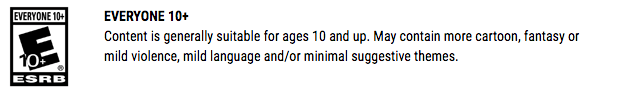 EVERYONE 10+
E
10+
®
ESRB
EVERYONE 10+
Content is generally suitable for ages 10 and up. May contain more cartoon, fantasy or
mild violence, mild language and/or minimal suggestive themes.